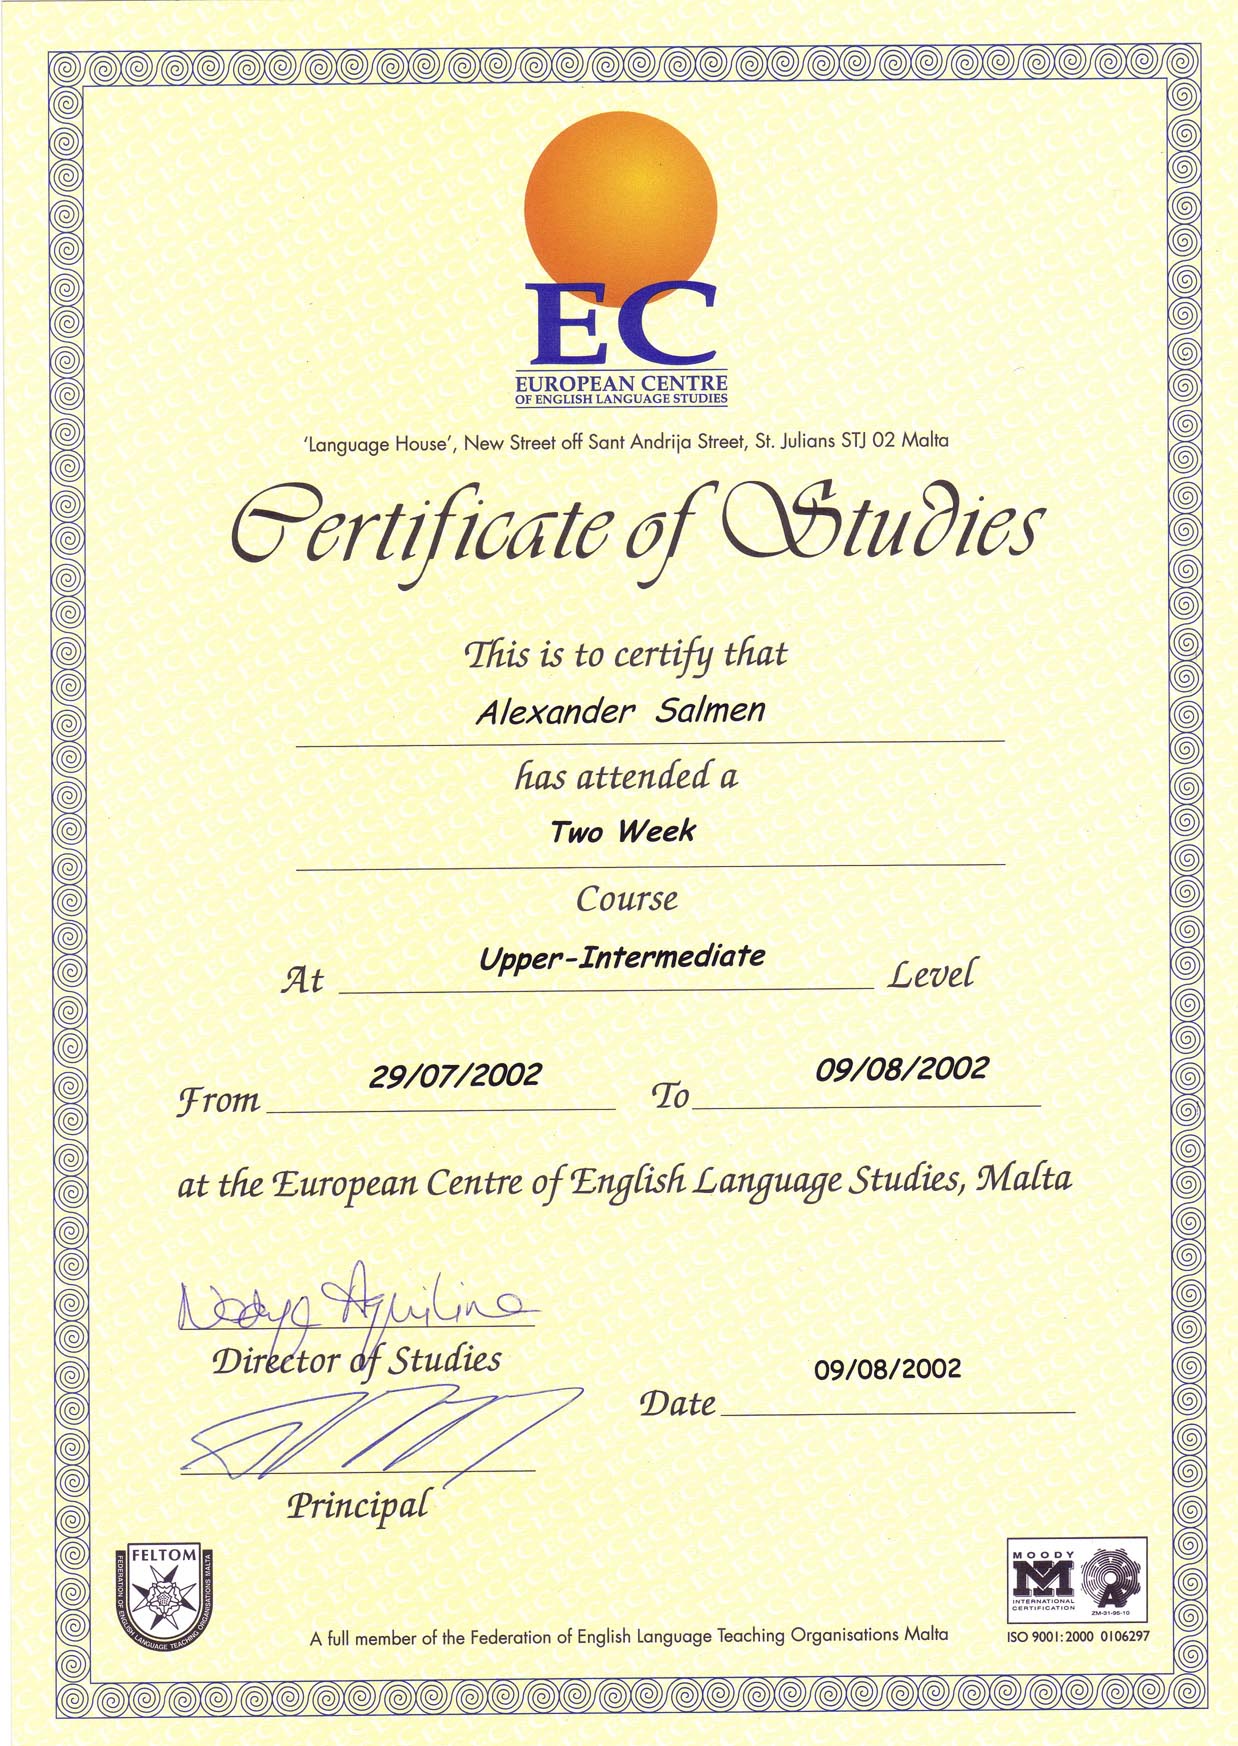 EC
EUROPEAN CENTRE
OF ENGLISH LANGUAGE STUDIES
'Language House', New Street off Sant Andrija Street, St. Julians STJ 02 Malta
Certificate of Studies
This is to certify that
Alexander Salmen
has attended a
Two Week
Course
At Upper-Intermediate Level
From 29/07/2002 To 09/08/2002
at the European Centre of English Language Studies, Malta
Nadya Aquilina
Director of Studies
Date 09/08/2002
Principal
FELTOM
FEDERATION OF ENGLISH LANGUAGE TEACHING ORGANISATIONS MALTA
A full member of the Federation of English Language Teaching Organisations Malta
MOODY
INTERNATIONAL
CERTIFICATION
ZM-31-95-10
ISO 9001:2000 0106297